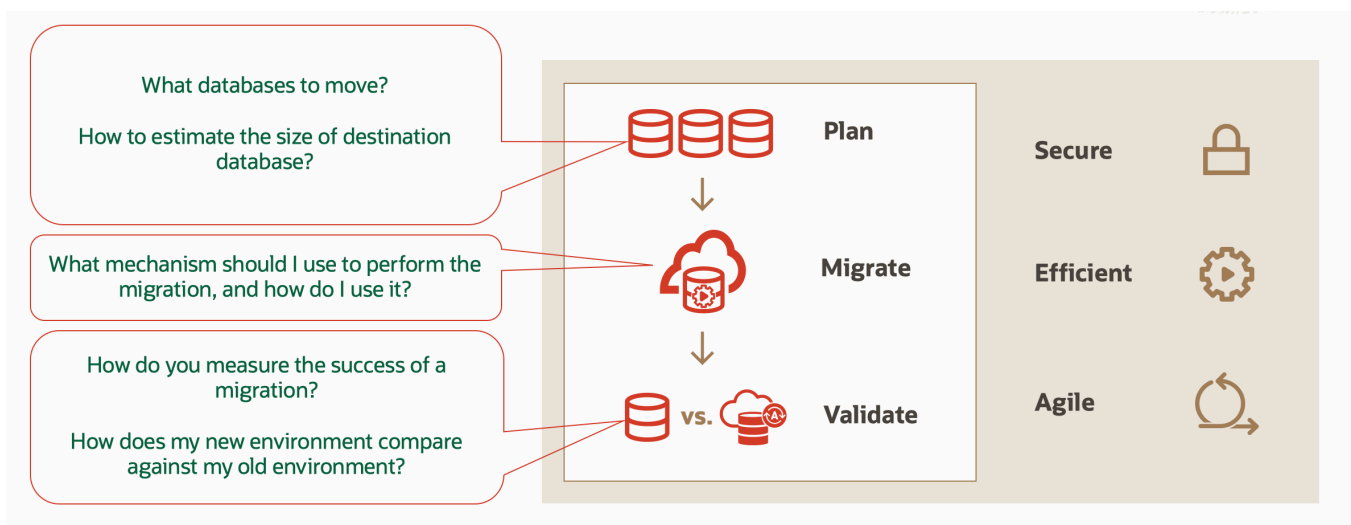 What databases to move?
How to estimate the size of destination
database?
Plan
Secure
What mechanism should I use to perform the
migration, and how do I use it?
Migrate
Efficient
How do you measure the success of a
migration?
How does my new environment compare
against my old environment?
vs.
A
Validate
Agile